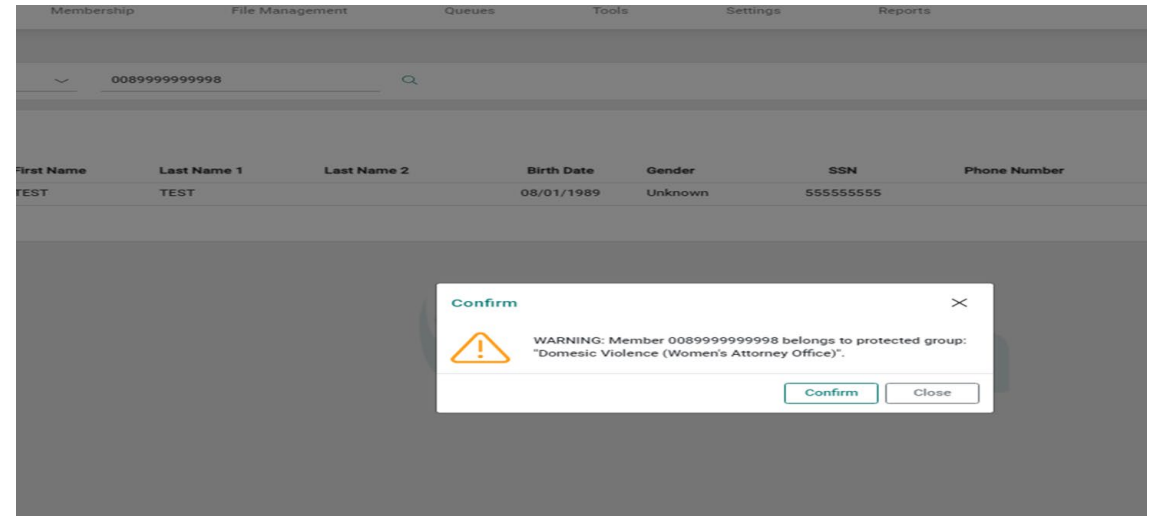 Membership File Management Queues Tools Settings Reports
0089999999998
First Name Last Name 1 Last Name 2 Birth Date Gender SSN Phone Number
TEST TEST 08/01/1989 Unknown 555555555
Confirm
WARNING: Member 0089999999998 belongs to protected group:
"Domesic Violence (Women's Attorney Office)".
Confirm Close